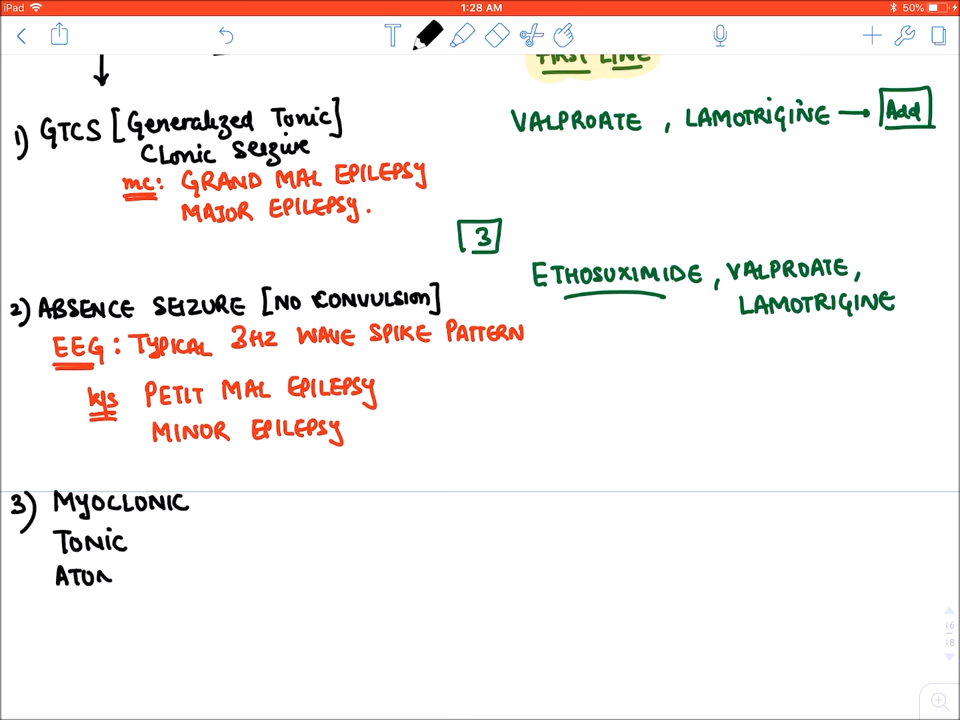 iPad 1:28 AM 50%
T
FIRST LINE
1) GTCS [Generalized Tonic] VALPROATE, LAMOTRIGINE → Add
Clonic Seizure
mc: GRAND MAL EPILEPSY
MAJOR EPILEPSY.
3
ETHOSUXIMIDE, VALPROATE,
2) ABSENCE SEIZURE [NO CONVULSION] LAMOTRIGINE
EEG: TYPICAL 3HZ WAVE SPIKE PATTERN
k/s PETIT MAL EPILEPSY
MINOR EPILEPSY
3) MYOCLONIC
TONIC
ATON
16
18